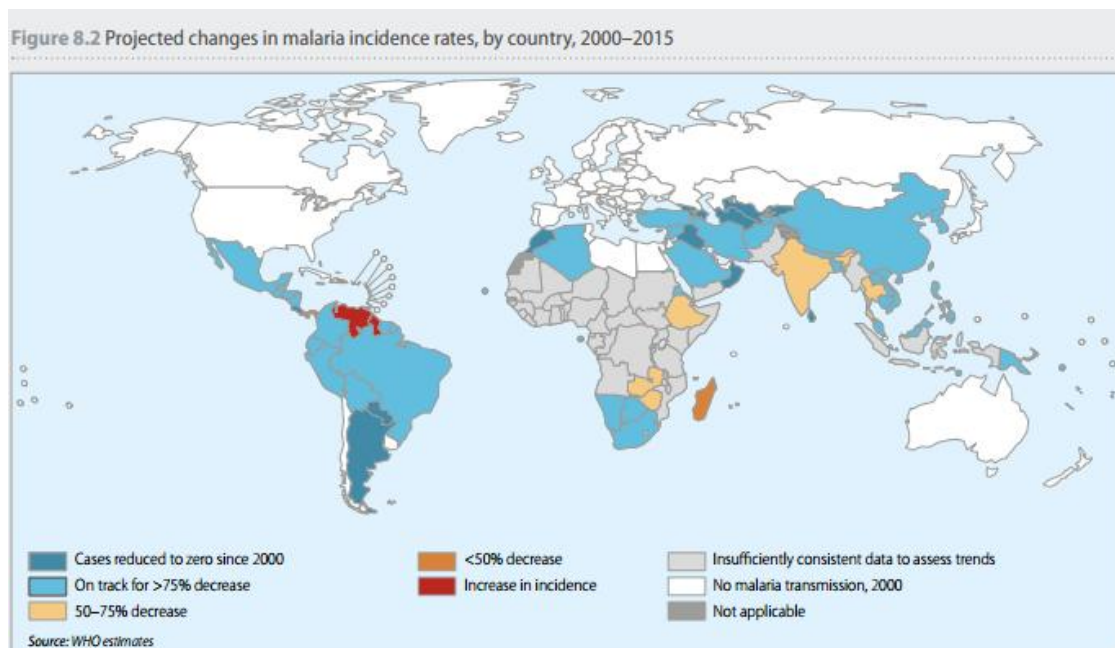 Figure 8.2 Projected changes in malaria incidence rates, by country, 2000–2015
Cases reduced to zero since 2000
On track for >75% decrease
50–75% decrease
<50% decrease
Increase in incidence
Insufficiently consistent data to assess trends
No malaria transmission, 2000
Not applicable
Source: WHO estimates